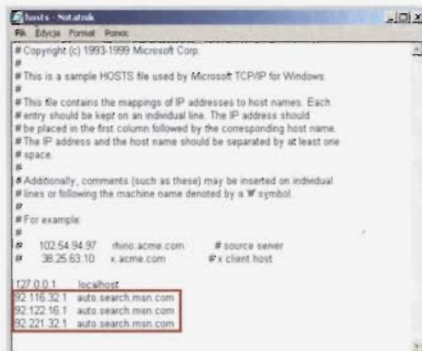 hosts - Notatnik
Plik Edycja Format Pomoc
# Copyright (c) 1993-1999 Microsoft Corp.
#
# This is a sample HOSTS file used by Microsoft TCP/IP for Windows.
#
# This file contains the mappings of IP addresses to host names. Each
# entry should be kept on an individual line. The IP address should
# be placed in the first column followed by the corresponding host name.
# The IP address and the host name should be separated by at least one
# space.
#
# Additionally, comments (such as these) may be inserted on individual
# lines or following the machine name denoted by a '#' symbol.
#
# For example:
#
# 102.54.94.97 rhino.acme.com # source server
# 38.25.63.10 x.acme.com # x client host
127.0.0.1 localhost
92.116.32.1 auto.search.msn.com
92.122.16.1 auto.search.msn.com
92.221.32.1 auto.search.msn.com